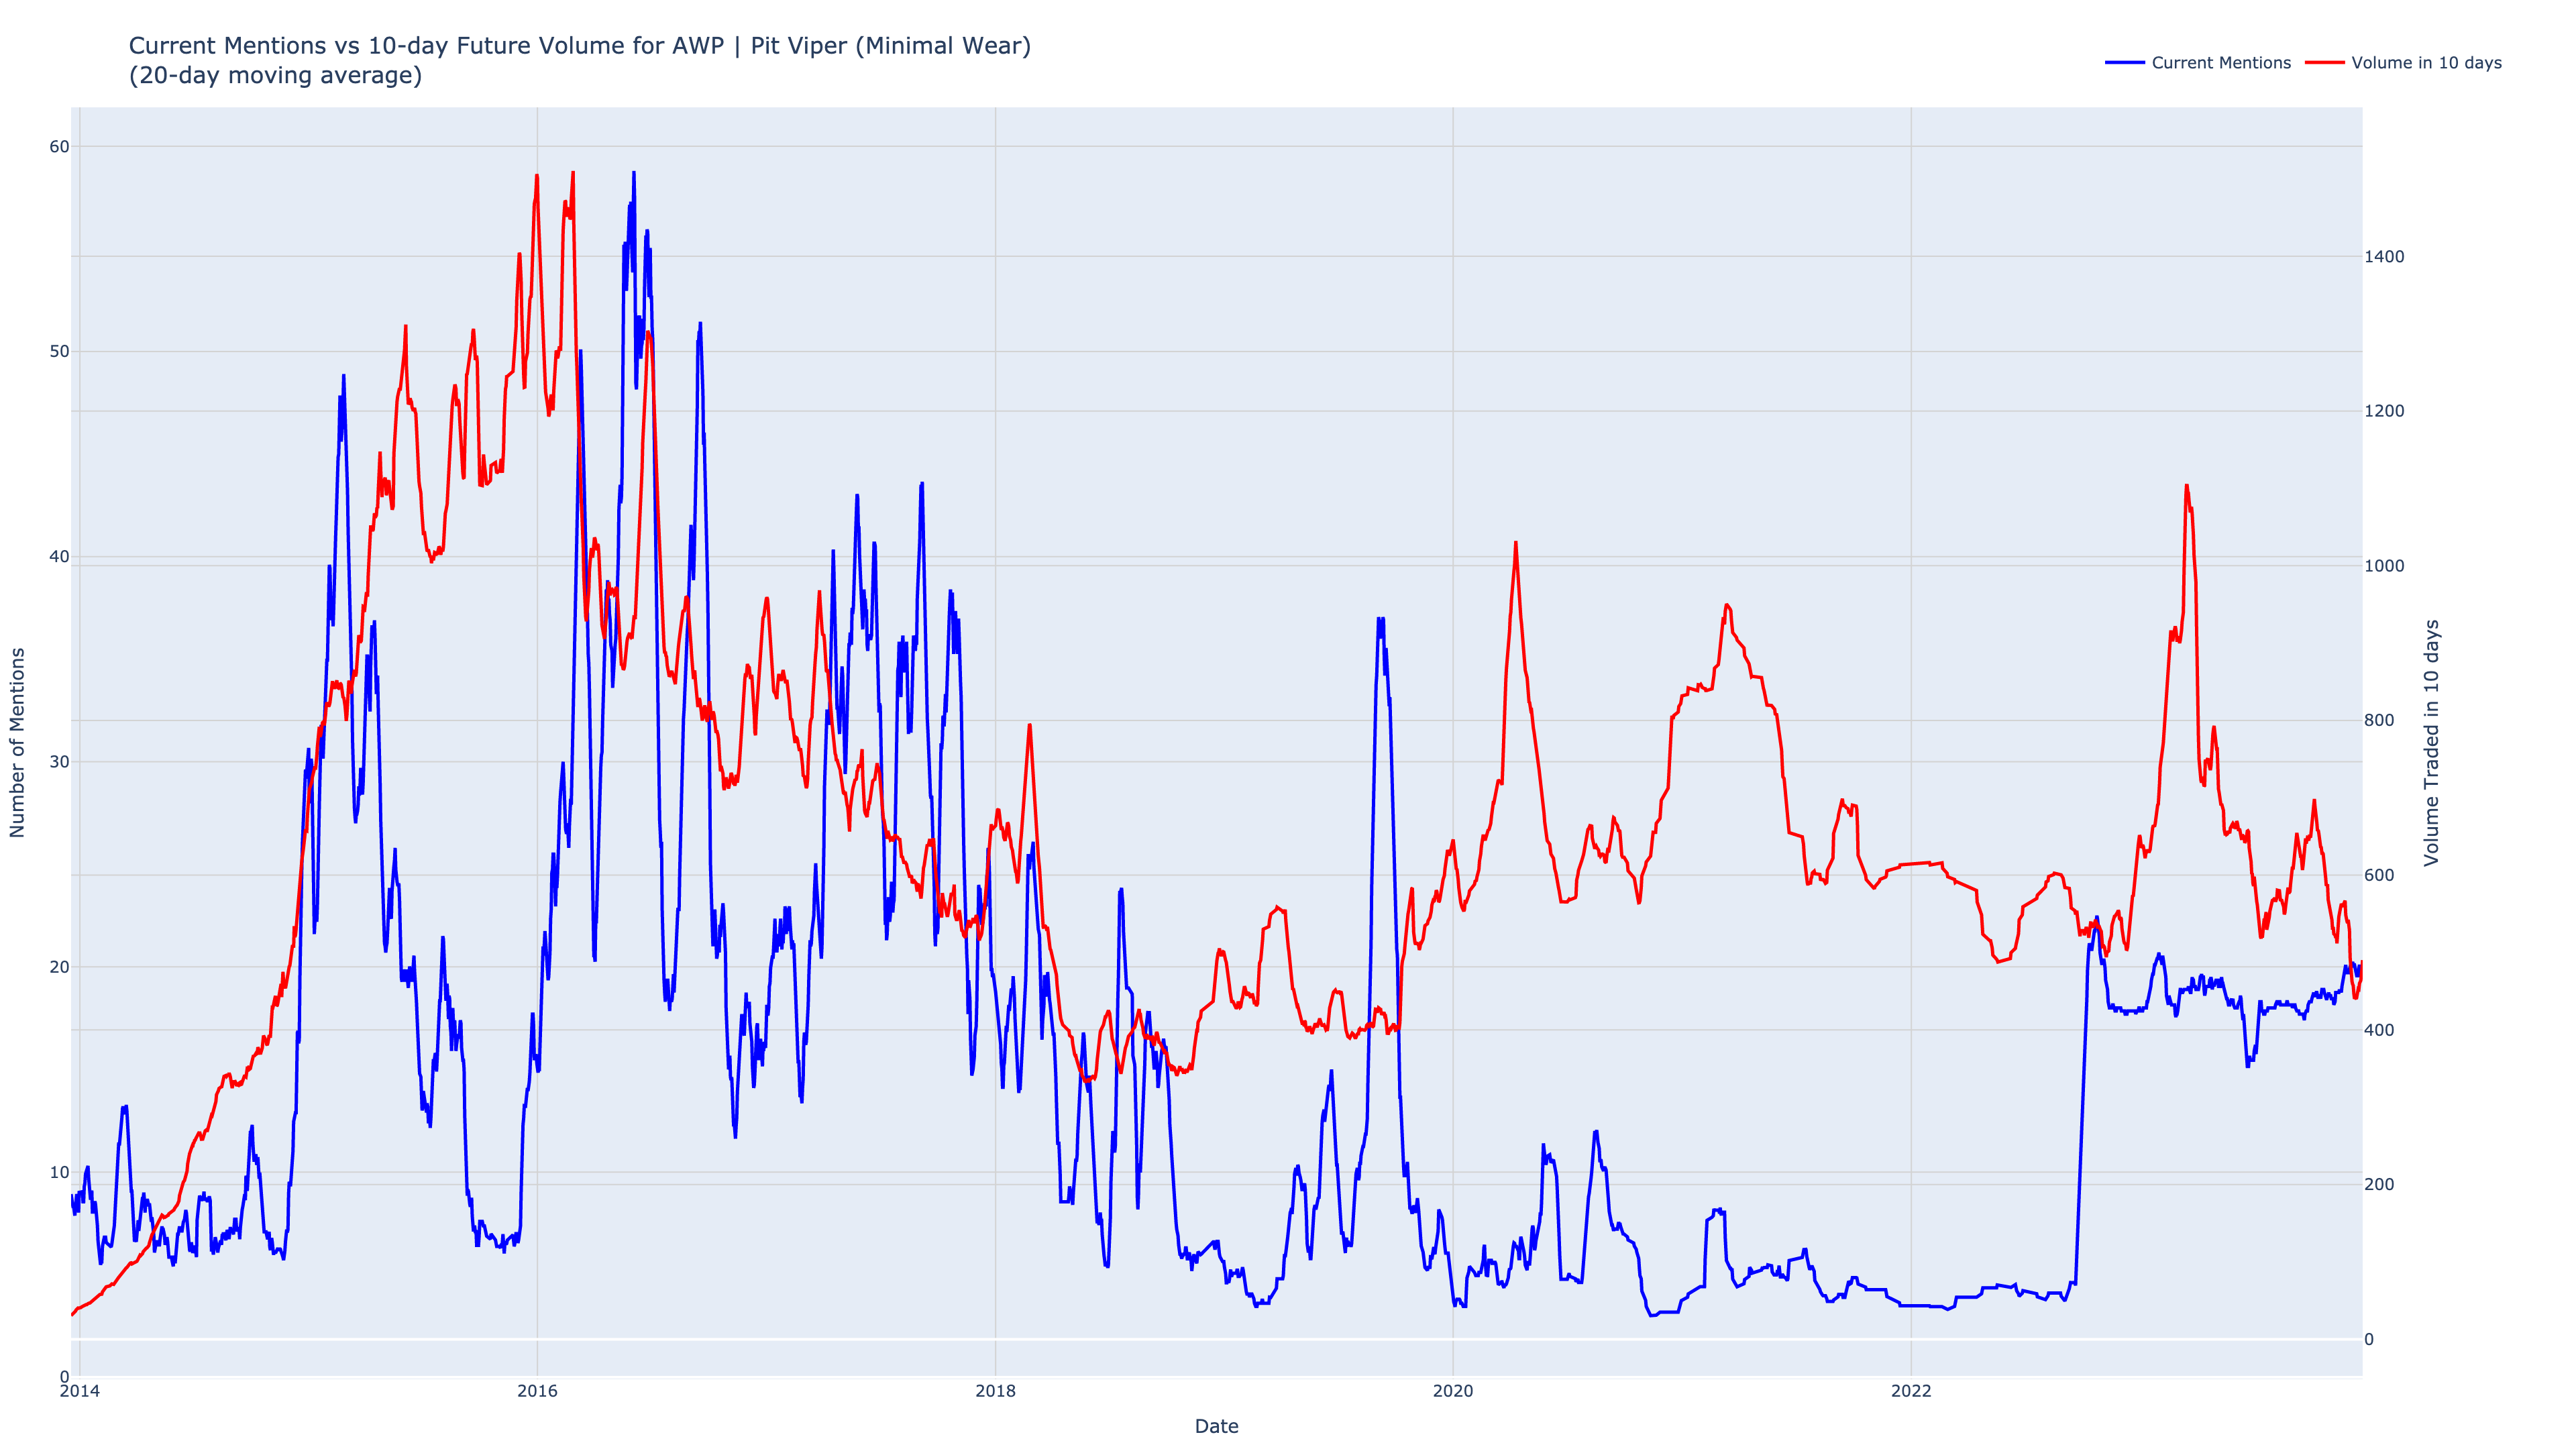 Current Mentions vs 10-day Future Volume for AWP | Pit Viper (Minimal Wear)
(20-day moving average)
Current Mentions
Volume in 10 days
Number of Mentions
60
50
40
30
20
10
0
1400
1200
1000
800
600
400
200
0
Volume Traded in 10 days
2014
2016
2018
2020
2022
Date